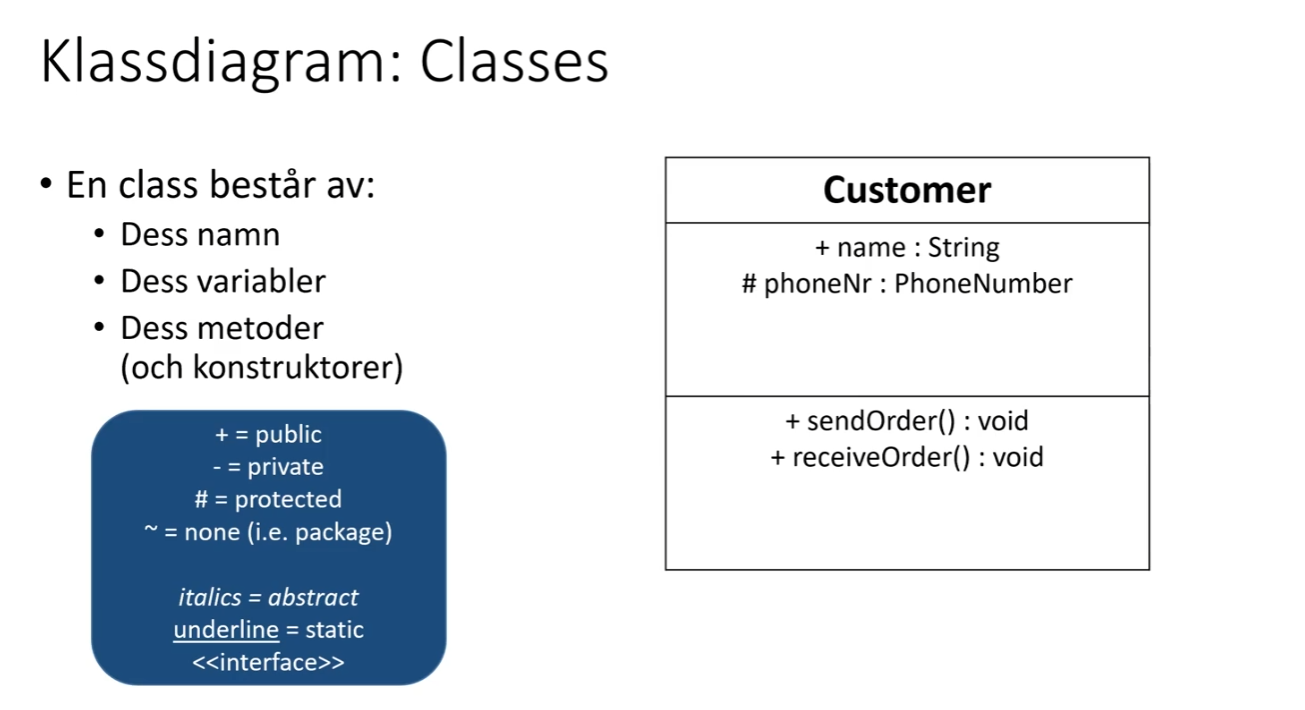 Klassdiagram: Classes
• En class består av:
• Dess namn
• Dess variabler
• Dess metoder
(och konstruktorer)
+ = public
- = private
# = protected
~ = none (i.e. package)
italics = abstract
underline = static
<<interface>>
Customer
+ name : String
# phoneNr : PhoneNumber
+ sendOrder() : void
+ receiveOrder() : void